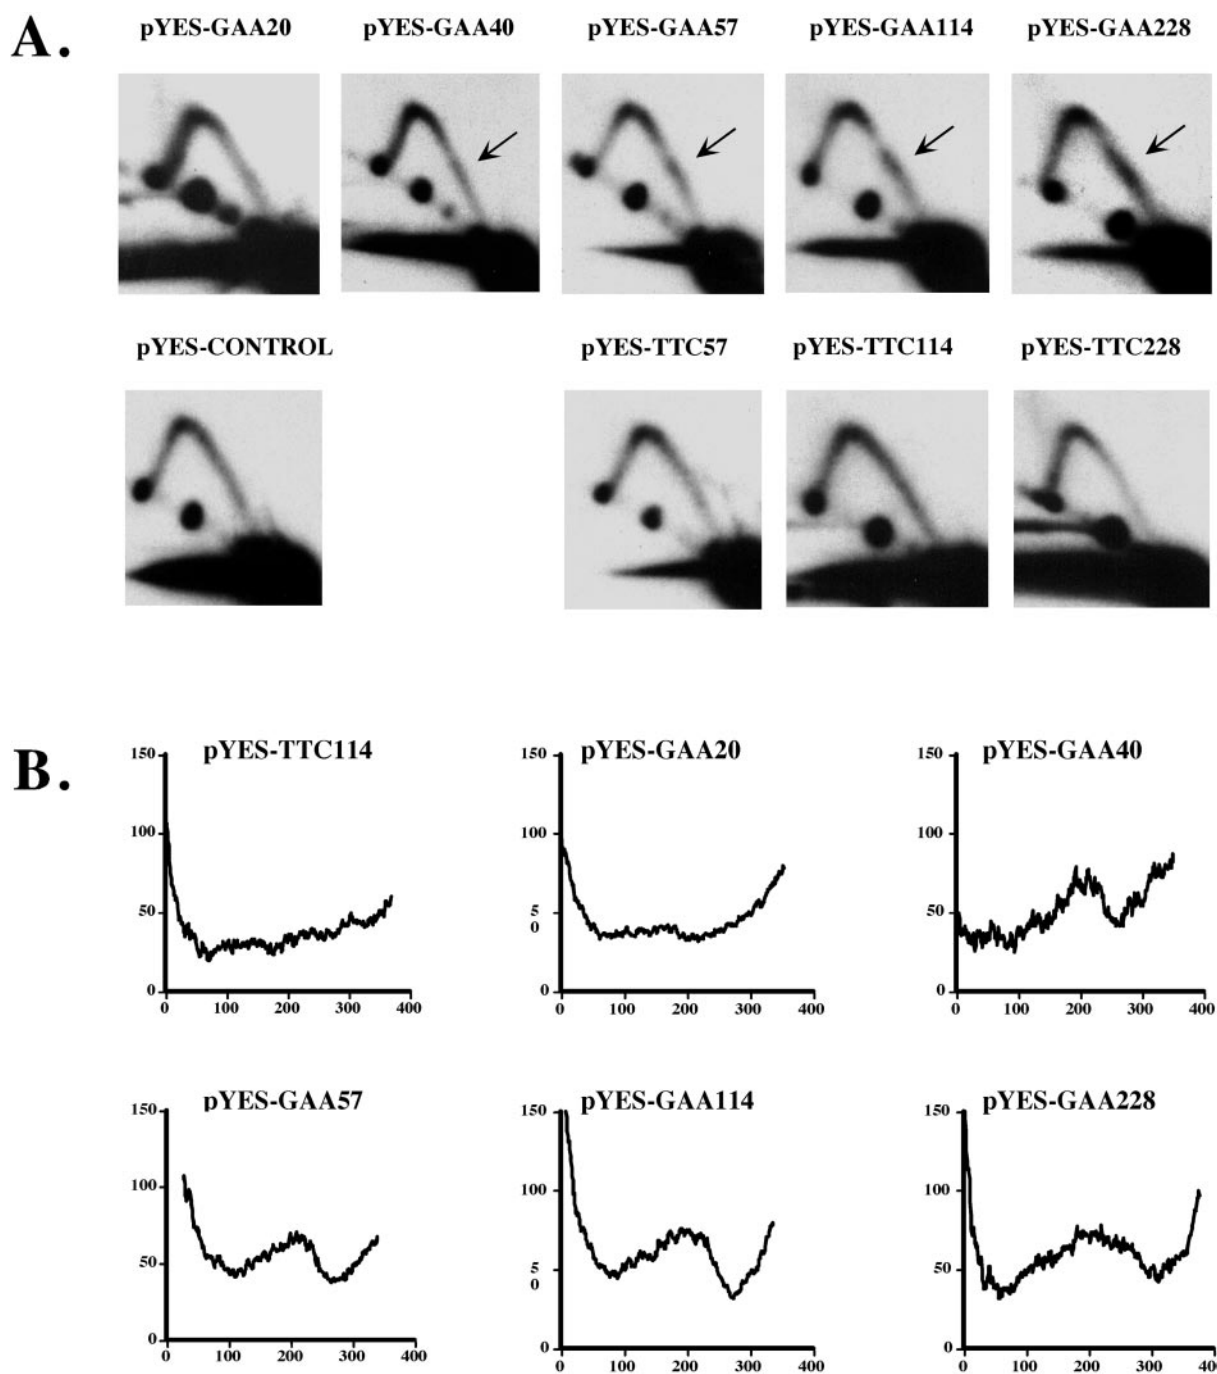 A.
pYES-GAA20 pYES-GAA40 pYES-GAA57 pYES-GAA114 pYES-GAA228
pYES-CONTROL pYES-TTC57 pYES-TTC114 pYES-TTC228
B.
pYES-TTC114 pYES-GAA20 pYES-GAA40
150 150 150
100 100 100
50 5 50
0
0 0 0
0 100 200 300 400 0 100 200 300 400 0 100 200 300 400
pYES-GAA57 pYES-GAA114 pYES-GAA228
150 150 150
100 100 100
50 5 50
0
0 0 0
0 100 200 300 400 0 100 200 300 400 0 100 200 300 400